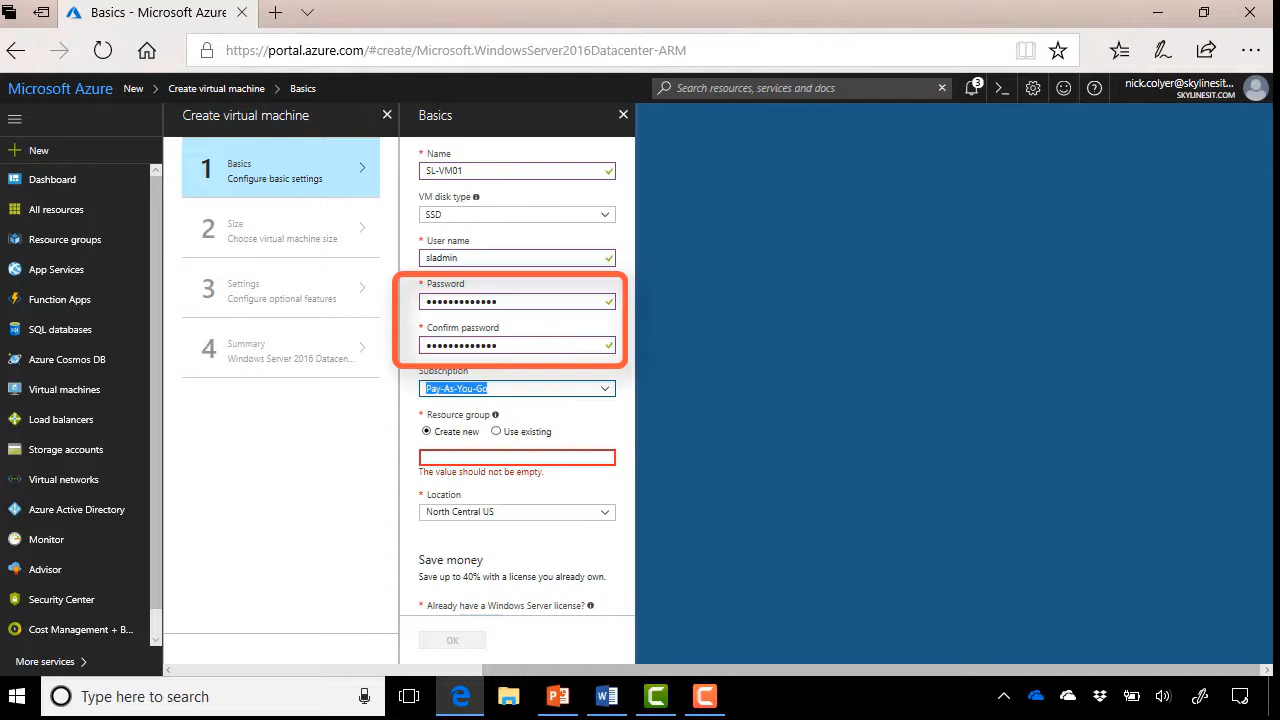 Basics - Microsoft Azure
https://portal.azure.com/#create/Microsoft.WindowsServer2016Datacenter-ARM
Microsoft Azure New > Create virtual machine > Basics
Search resources, services and docs
3
nick.colyer@skylinesit...
SKYLINESIT.COM
New
Dashboard
All resources
Resource groups
App Services
Function Apps
SQL databases
Azure Cosmos DB
Virtual machines
Load balancers
Storage accounts
Virtual networks
Azure Active Directory
Monitor
Advisor
Security Center
Cost Management + B...
More services >
Create virtual machine
1
Basics
Configure basic settings
2
Size
Choose virtual machine size
3
Settings
Configure optional features
4
Summary
Windows Server 2016 Datacen...
Basics
* Name
SL-VM01
VM disk type
SSD
* User name
sladmin
* Password
•••••••••••••
* Confirm password
•••••••••••••
Subscription
Pay-As-You-Go
* Resource group
Create new Use existing
The value should not be empty.
* Location
North Central US
Save money
Save up to 40% with a license you already own.
* Already have a Windows Server license?
OK
Type here to search